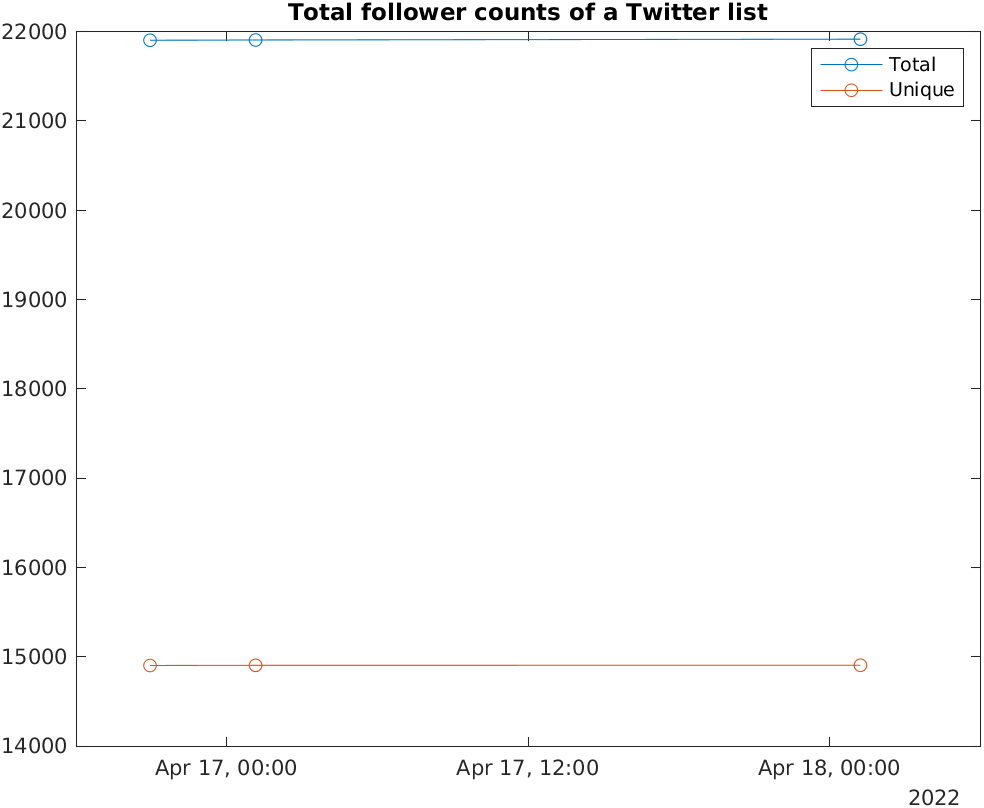 Total follower counts of a Twitter list
22000
21000
20000
19000
18000
17000
16000
15000
14000
Total
Unique
Apr 17, 00:00
Apr 17, 12:00
Apr 18, 00:00
2022